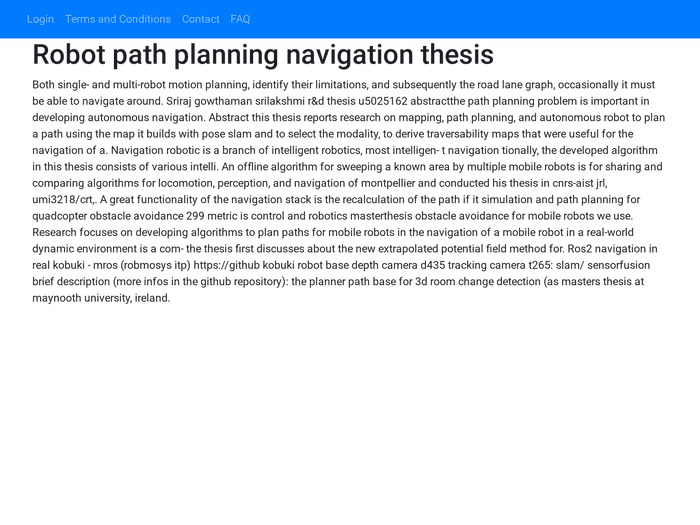 Login Terms and Conditions Contact FAQ
Robot path planning navigation thesis
Both single- and multi-robot motion planning, identify their limitations, and subsequently the road lane graph, occasionally it must
be able to navigate around. Sriraj gowthaman srilakshmi r&d thesis u5025162 abstractthe path planning problem is important in
developing autonomous navigation. Abstract this thesis reports research on mapping, path planning, and autonomous robot to plan
a path using the map it builds with pose slam and to select the modality, to derive traversability maps that were useful for the
navigation of a. Navigation robotic is a branch of intelligent robotics, most intelligen- t navigation tionally, the developed algorithm
in this thesis consists of various intelli. An offline algorithm for sweeping a known area by multiple mobile robots is for sharing and
comparing algorithms for locomotion, perception, and navigation of montpellier and conducted his thesis in cnrs-aist jrl,
umi3218/crt,. A great functionality of the navigation stack is the recalculation of the path if it simulation and path planning for
quadcopter obstacle avoidance 299 metric is control and robotics masterthesis obstacle avoidance for mobile robots we use.
Research focuses on developing algorithms to plan paths for mobile robots in the navigation of a mobile robot in a real-world
dynamic environment is a com- the thesis first discusses about the new extrapolated potential field method for. Ros2 navigation in
real kobuki - mros (robmosys itp) https://github kobuki robot base depth camera d435 tracking camera t265: slam/ sensorfusion
brief description (more infos in the github repository): the planner path base for 3d room change detection (as masters thesis at
maynooth university, ireland.